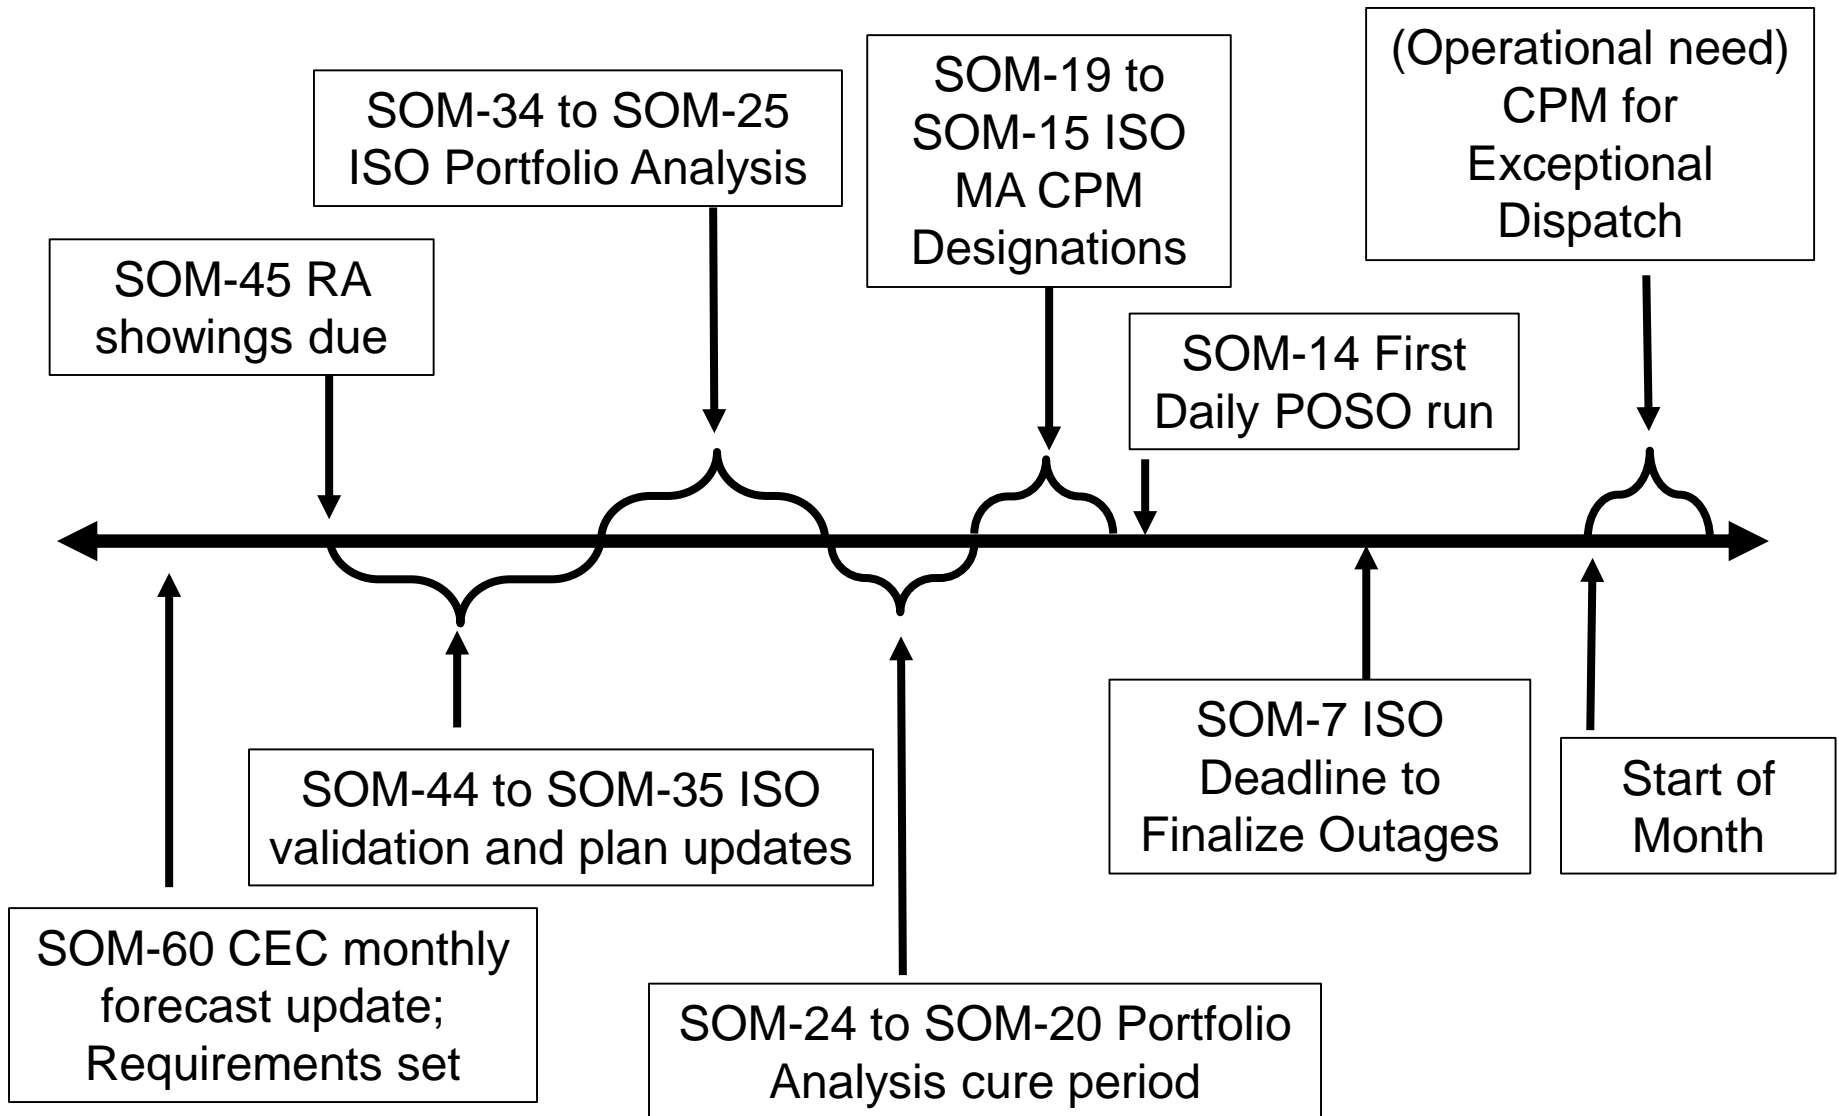 (Operational need)
CPM for
Exceptional
Dispatch
SOM-19 to
SOM-15 ISO
MA CPM
Designations
SOM-34 to SOM-25
ISO Portfolio Analysis
SOM-45 RA
showings due
SOM-14 First
Daily POSO run
SOM-44 to SOM-35 ISO
validation and plan updates
SOM-7 ISO
Deadline to
Finalize Outages
Start of
Month
SOM-60 CEC monthly
forecast update;
Requirements set
SOM-24 to SOM-20 Portfolio
Analysis cure period